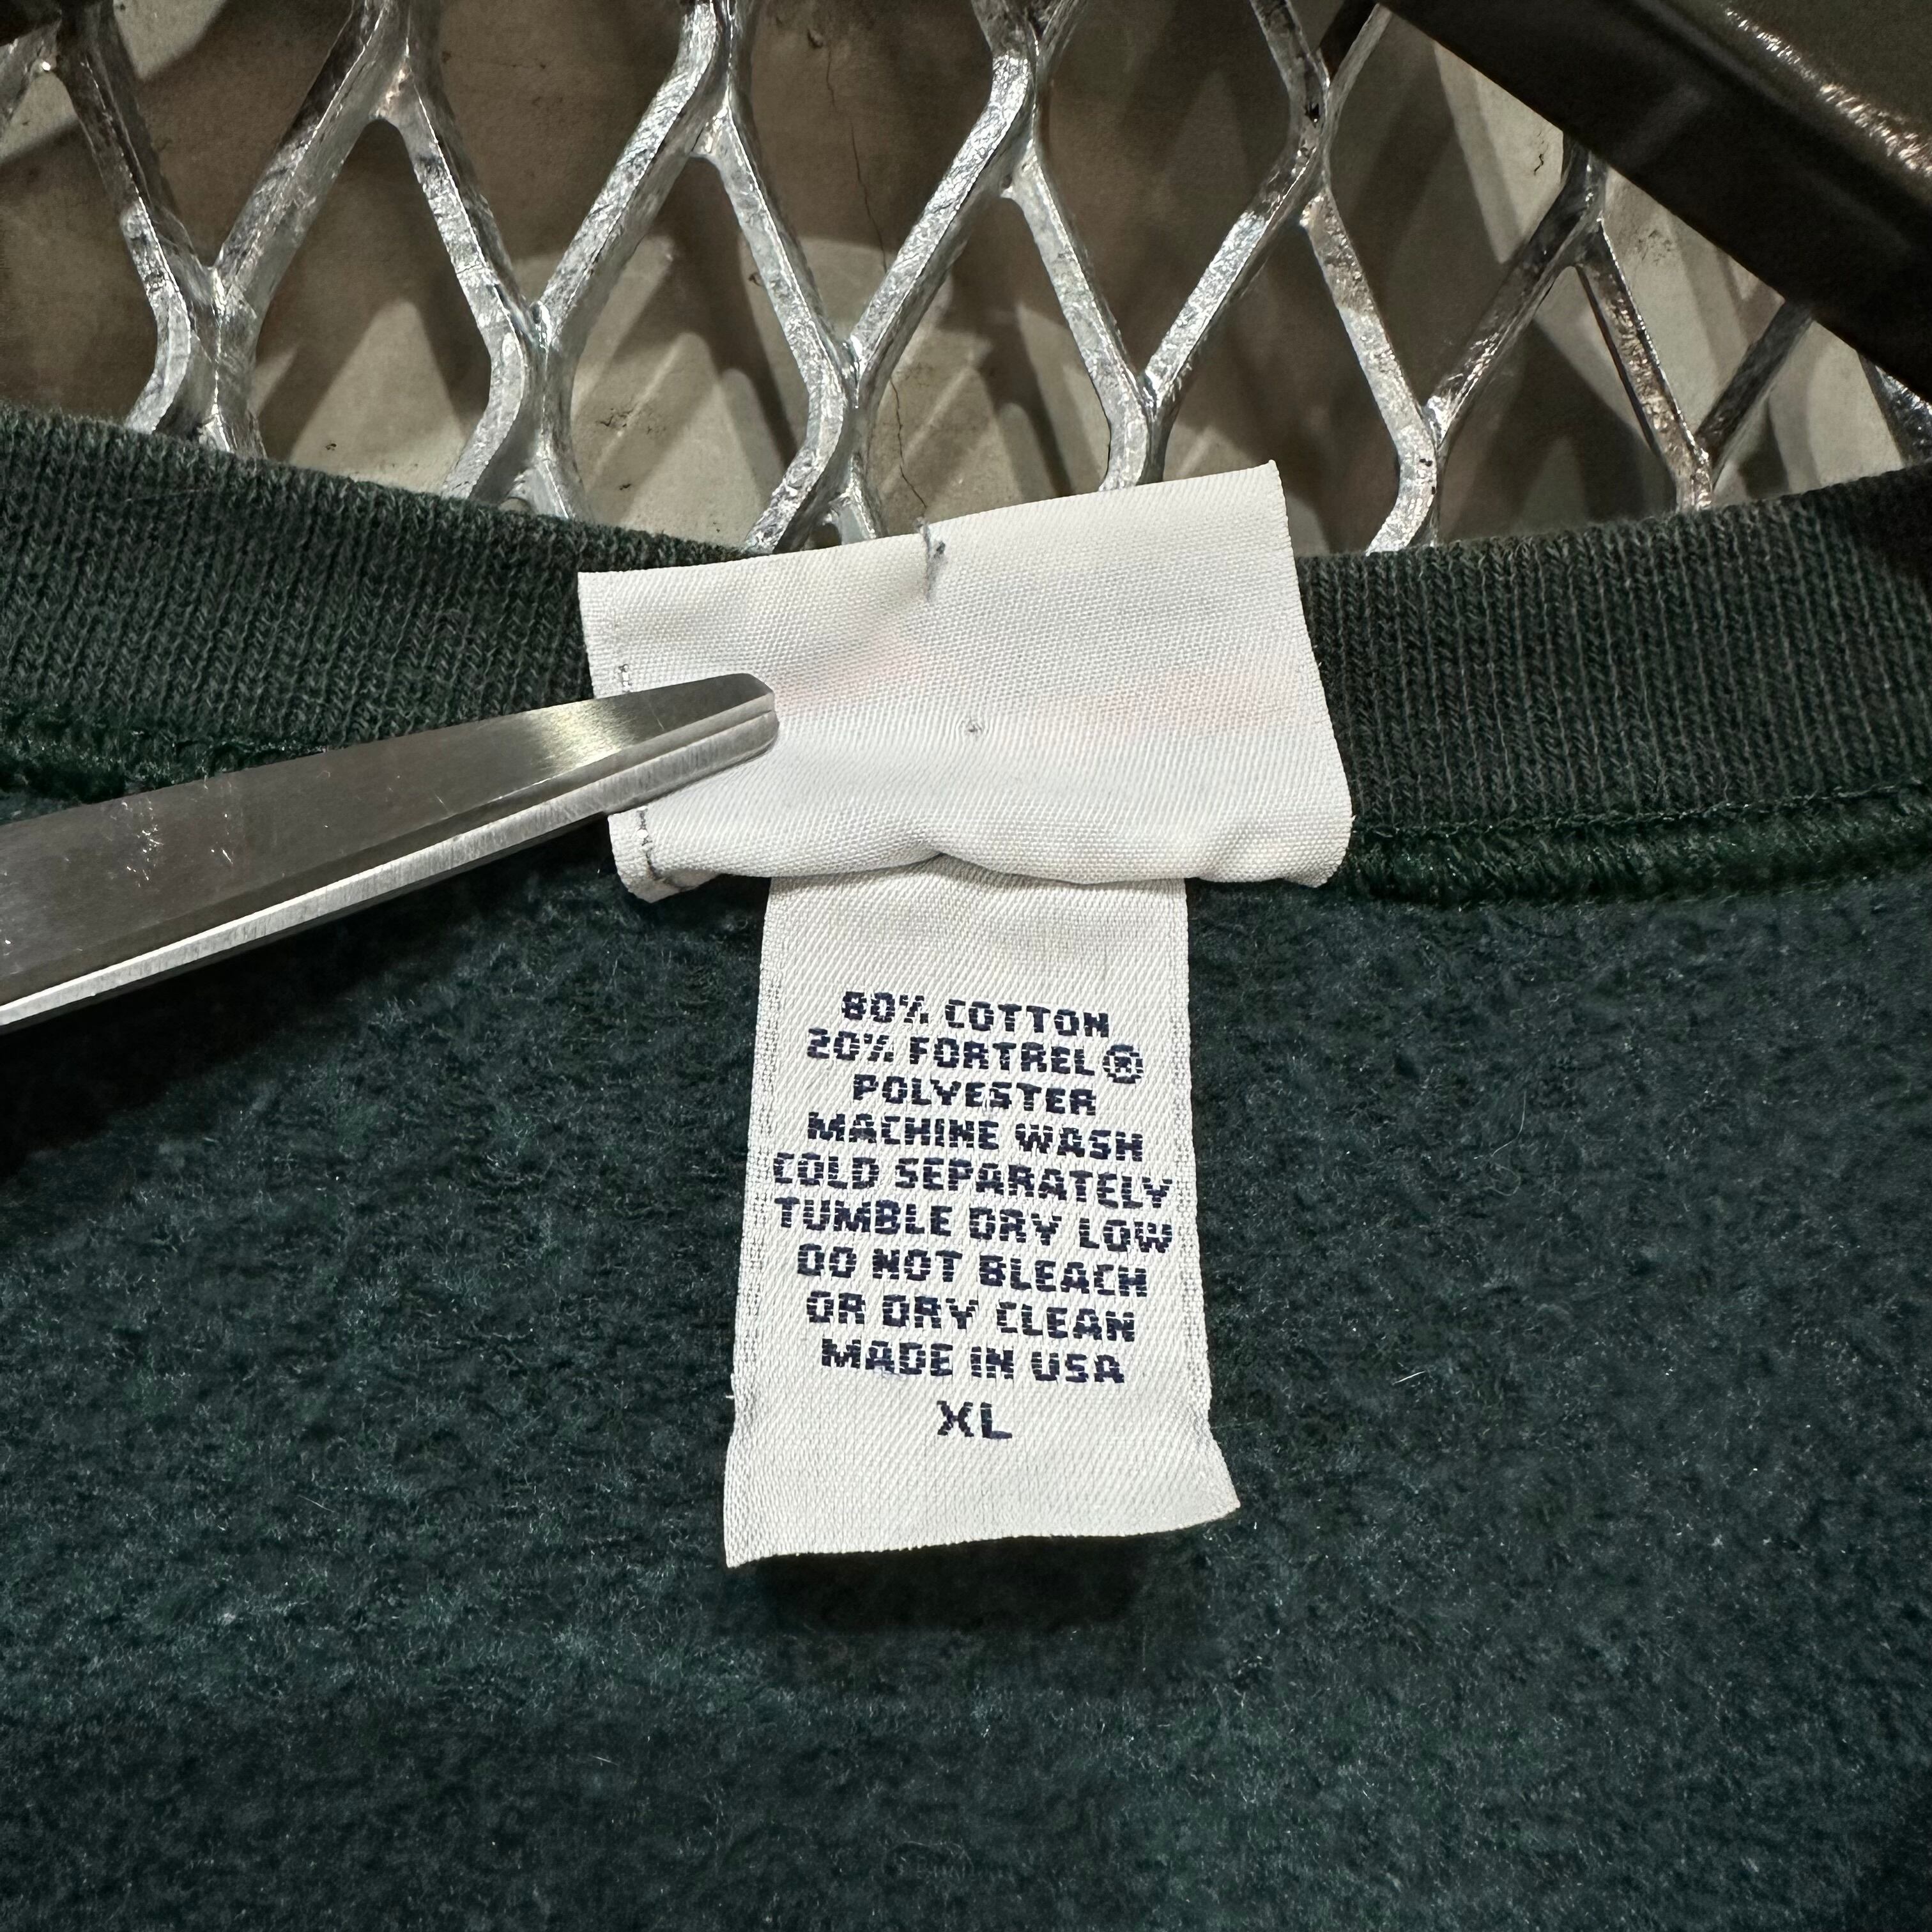 80% COTTON
20% FORTREL®
POLYESTER
MACHINE WASH
COLD SEPARATELY
TUMBLE DRY LOW
DO NOT BLEACH
OR DRY CLEAN
MADE IN USA
XL